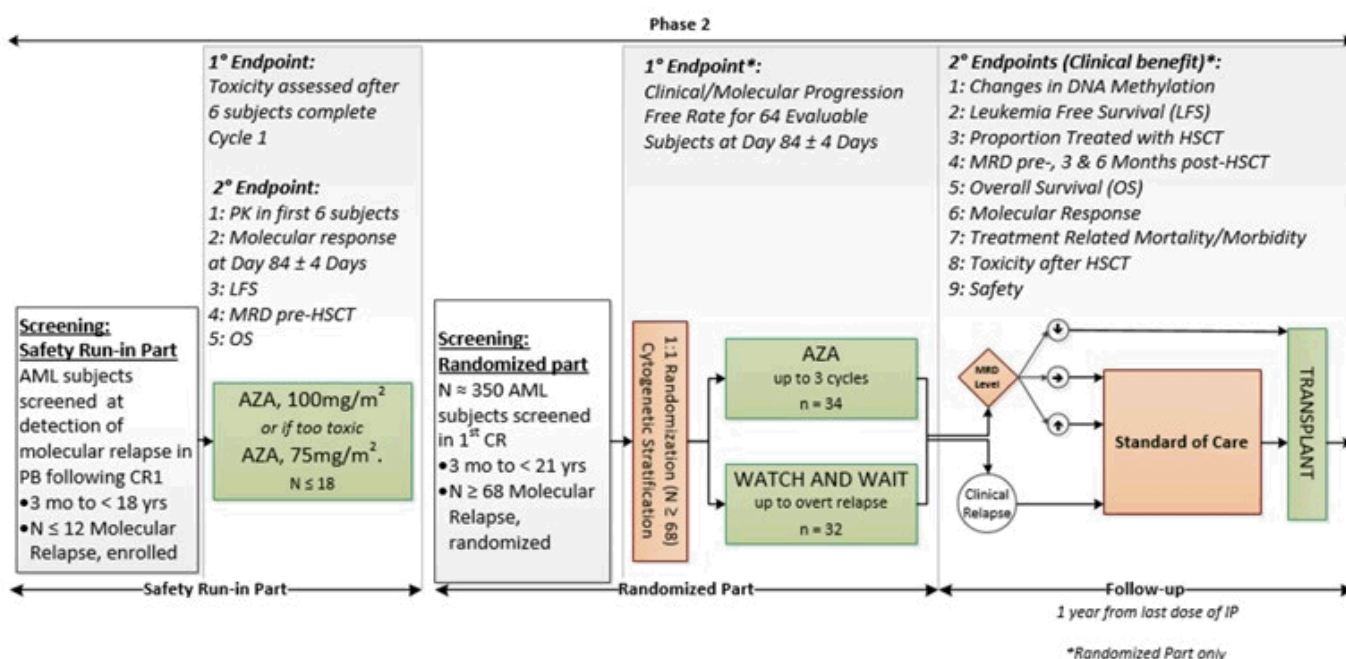 Phase 2
1° Endpoint:
Toxicity assessed after
6 subjects complete
Cycle 1
2° Endpoint:
1: PK in first 6 subjects
2: Molecular response
at Day 84 ± 4 Days
3: LFS
4: MRD pre-HSCT
5: OS
Screening:
Safety Run-in Part
AML subjects
screened at
detection of
molecular relapse in
PB following CR1
•3 mo to < 18 yrs
•N ≤ 12 Molecular
Relapse, enrolled
AZA, 100mg/m²
or if too toxic
AZA, 75mg/m².
N ≤ 18
Safety Run-in Part
1° Endpoint*:
Clinical/Molecular Progression
Free Rate for 64 Evaluable
Subjects at Day 84 ± 4 Days
Screening:
Randomized part
N ≈ 350 AML
subjects screened
in 1st CR
•3 mo to < 21 yrs
•N ≥ 68 Molecular
Relapse,
randomized
1:1 Randomization (N ≥ 68)
Cytogenetic Stratification
AZA
up to 3 cycles
n = 34
WATCH AND WAIT
up to overt relapse
n = 32
Randomized Part
2° Endpoints (Clinical benefit)*:
1: Changes in DNA Methylation
2: Leukemia Free Survival (LFS)
3: Proportion Treated with HSCT
4: MRD pre-, 3 & 6 Months post-HSCT
5: Overall Survival (OS)
6: Molecular Response
7: Treatment Related Mortality/Morbidity
8: Toxicity after HSCT
9: Safety
MRD
Level
Clinical
Relapse
Standard of Care
TRANSPLANT
Follow-up
1 year from last dose of IP
*Randomized Part only